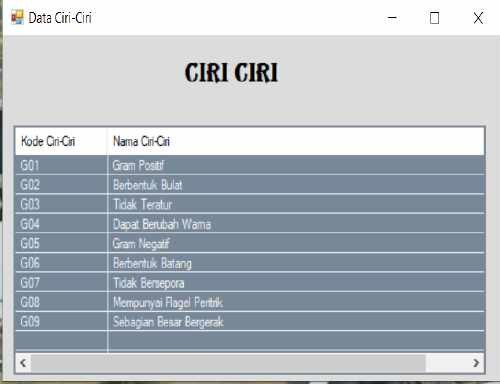 Data Ciri-Ciri
CIRI CIRI
Kode Ciri-Ciri Nama Ciri-Ciri
G01 Gram Positif
G02 Berbentuk Bulat
G03 Tidak Teratur
G04 Dapat Berubah Warna
G05 Gram Negatif
G06 Berbentuk Batang
G07 Tidak Berspora
G08 Mempunyai Flagel Peritrik
G09 Sebagian Besar Bergerak